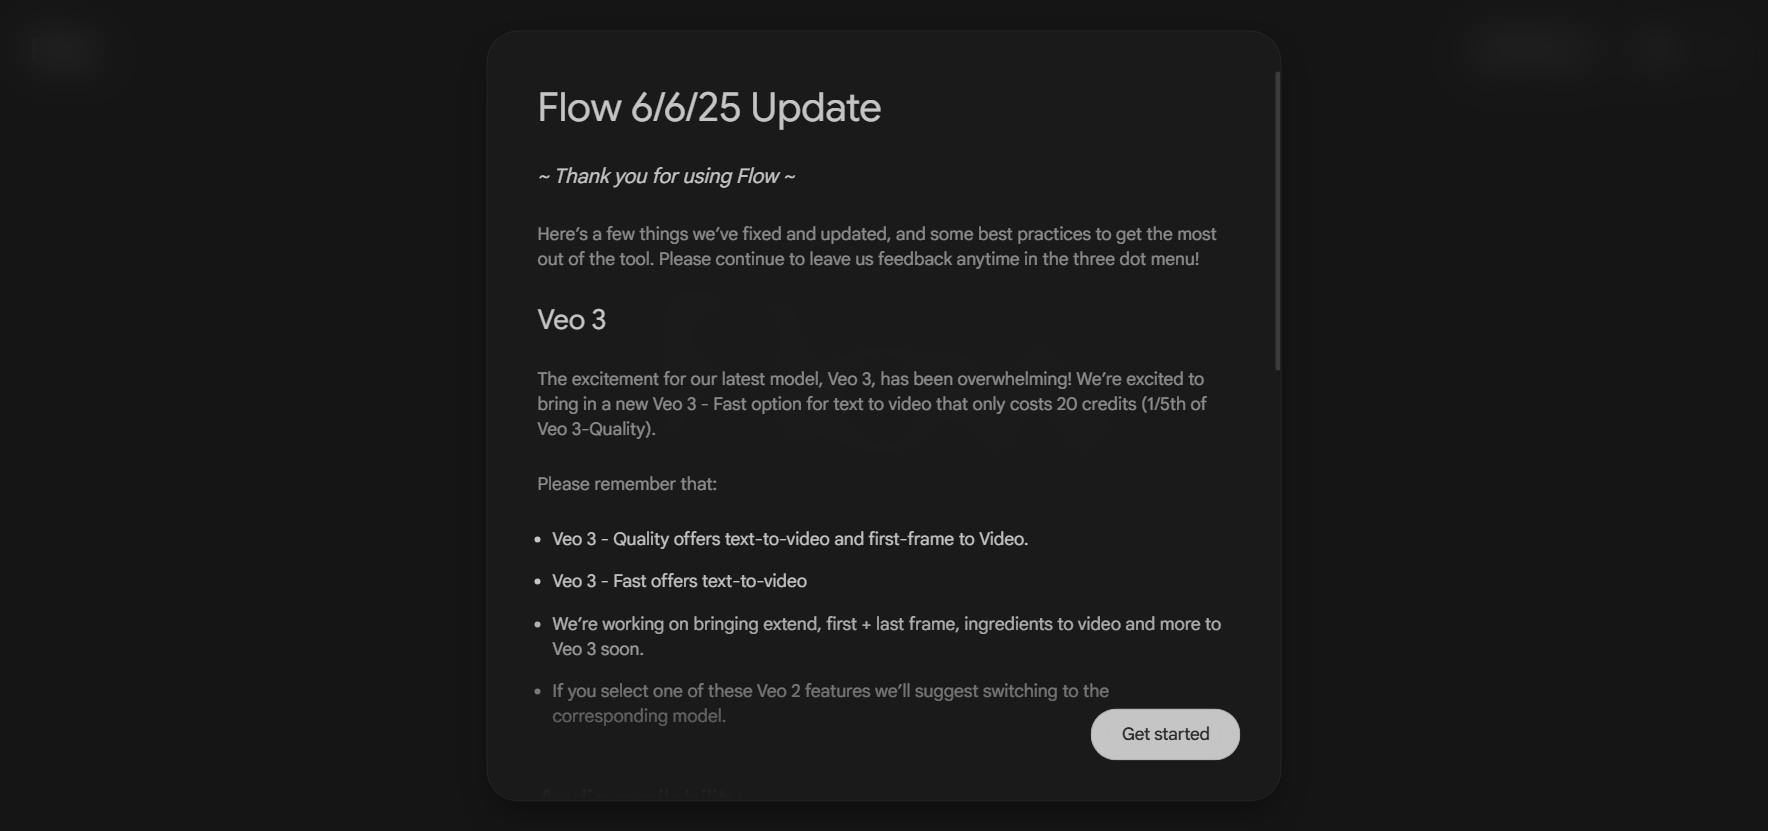 Flow 6/6/25 Update
~ Thank you for using Flow ~
Here’s a few things we’ve fixed and updated, and some best practices to get the most
out of the tool. Please continue to leave us feedback anytime in the three dot menu!
Veo 3
The excitement for our latest model, Veo 3, has been overwhelming! We’re excited to
bring in a new Veo 3 - Fast option for text to video that only costs 20 credits (1/5th of
Veo 3-Quality).
Please remember that:
• Veo 3 - Quality offers text-to-video and first-frame to Video.
• Veo 3 - Fast offers text-to-video
• We’re working on bringing extend, first + last frame, ingredients to video and more to
Veo 3 soon.
• If you select one of these Veo 2 features we’ll suggest switching to the
corresponding model.
Get started